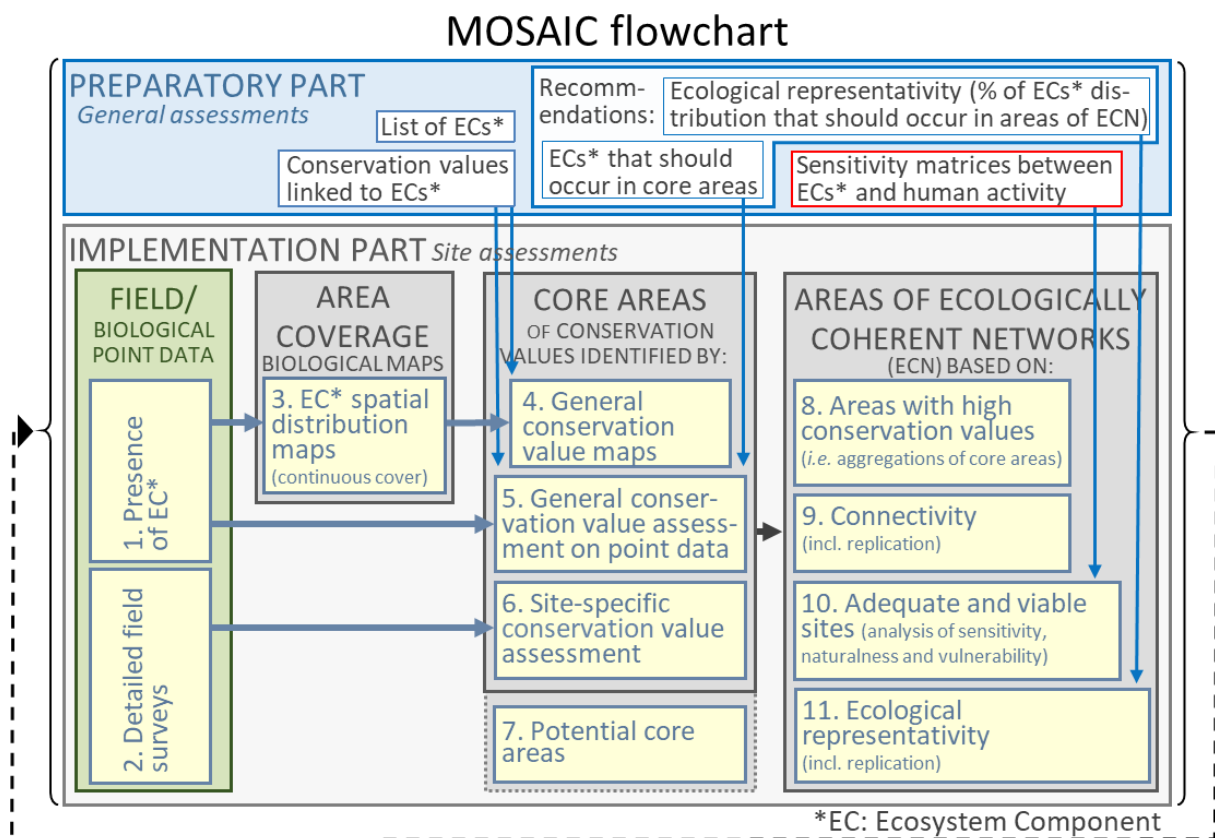 MOSAIC flowchart
PREPARATORY PART
General assessments
List of ECs*
Conservation values
linked to ECs*
Recomm-
endations:
Ecological representativity (% of ECs* dis-
tribution that should occur in areas of ECN)
ECs* that should
occur in core areas
Sensitivity matrices between
ECs* and human activity
IMPLEMENTATION PART Site assessments
FIELD/
BIOLOGICAL
POINT DATA
1. Presence
of EC*
2. Detailed field
surveys
AREA
COVERAGE
BIOLOGICAL MAPS
3. EC* spatial
distribution
maps
(continuous cover)
CORE AREAS
OF CONSERVATION
VALUES IDENTIFIED BY:
4. General
conservation
value maps
5. General conser-
vation value assess-
ment on point data
6. Site-specific
conservation value
assessment
7. Potential core
areas
AREAS OF ECOLOGICALLY
COHERENT NETWORKS
(ECN) BASED ON:
8. Areas with high
conservation values
(i.e. aggregations of core areas)
9. Connectivity
(incl. replication)
10. Adequate and viable
sites (analysis of sensitivity,
naturalness and vulnerability)
11. Ecological
representativity
(incl. replication)
*EC: Ecosystem Component